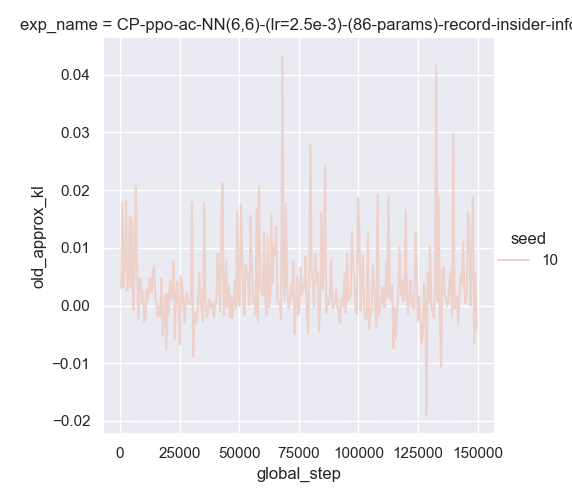 exp_name = CP-ppo-ac-NN(6,6)-(lr=2.5e-3)-(86-params)-record-insider-info
0.04
0.03
0.02
0.01
0.00
−0.01
−0.02
old_approx_kl
0 25000 50000 75000 100000 125000 150000
global_step
seed
10